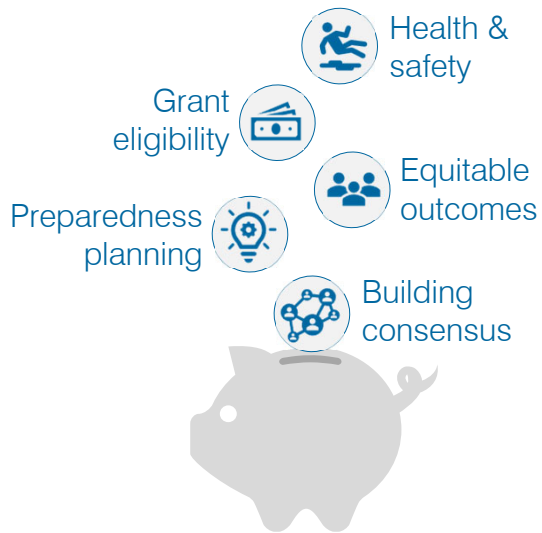 Health &
safety
Grant
eligibility
Equitable
outcomes
Preparedness
planning
Building
consensus